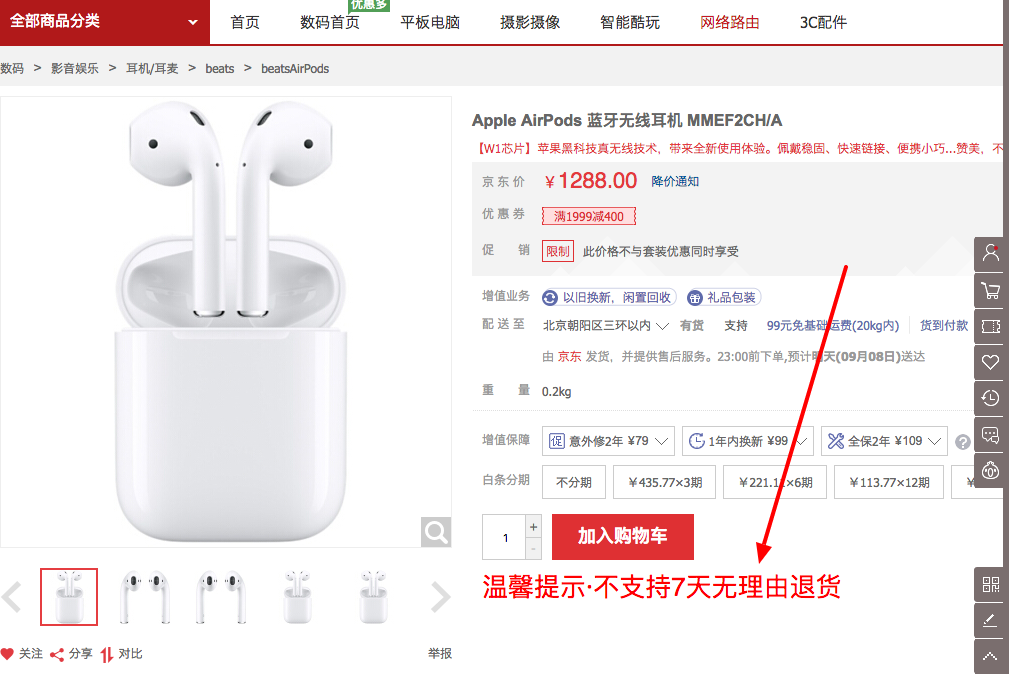 优惠多
全部商品分类 首页 数码首页 平板电脑 摄影摄像 智能酷玩 网络路由 3C配件
数码 > 影音娱乐 > 耳机/耳麦 > beats > beatsAirPods
Apple AirPods 蓝牙无线耳机 MMEF2CH/A
【W1芯片】苹果黑科技真无线技术，带来全新使用体验。佩戴稳固、快速链接、便携小巧...赞美，不
京东价 ￥1288.00 降价通知
优惠券 满1999减400
促销 限制 此价格不与套装优惠同时享受
增值业务 以旧换新，闲置回收 礼品包装
配送至 北京朝阳区三环以内 有货 支持 99元免基础运费(20kg内) 货到付款
由 京东 发货，并提供售后服务。23:00前下单,预计明天(09月08日)送达
重量 0.2kg
增值保障 促 意外修2年 ¥79 1年内换新 ¥99 全保2年 ¥109 ?
白条分期 不分期 ￥435.77×3期 ￥221.12×6期 ￥113.77×12期 ￥
1 + - 加入购物车
温馨提示·不支持7天无理由退货
关注 分享 对比 举报